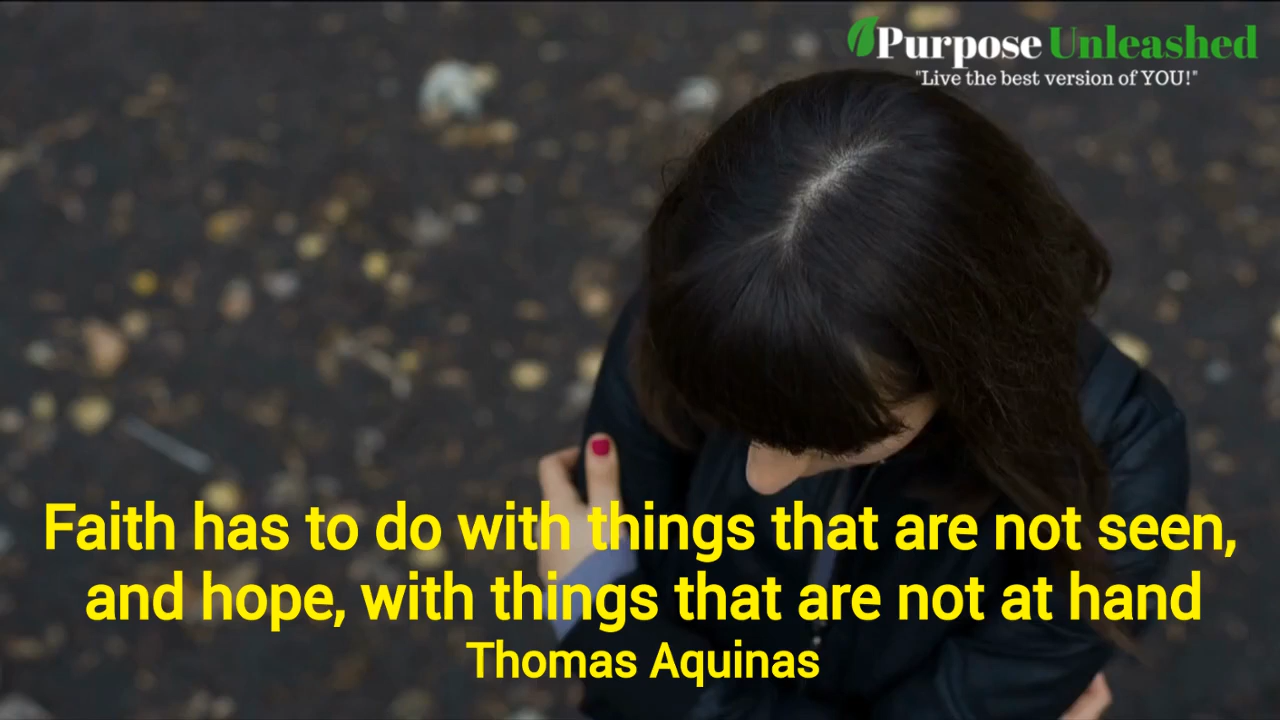 Purpose Unleashed
"Live the best version of YOU!"
Faith has to do with things that are not seen,
and hope, with things that are not at hand
Thomas Aquinas